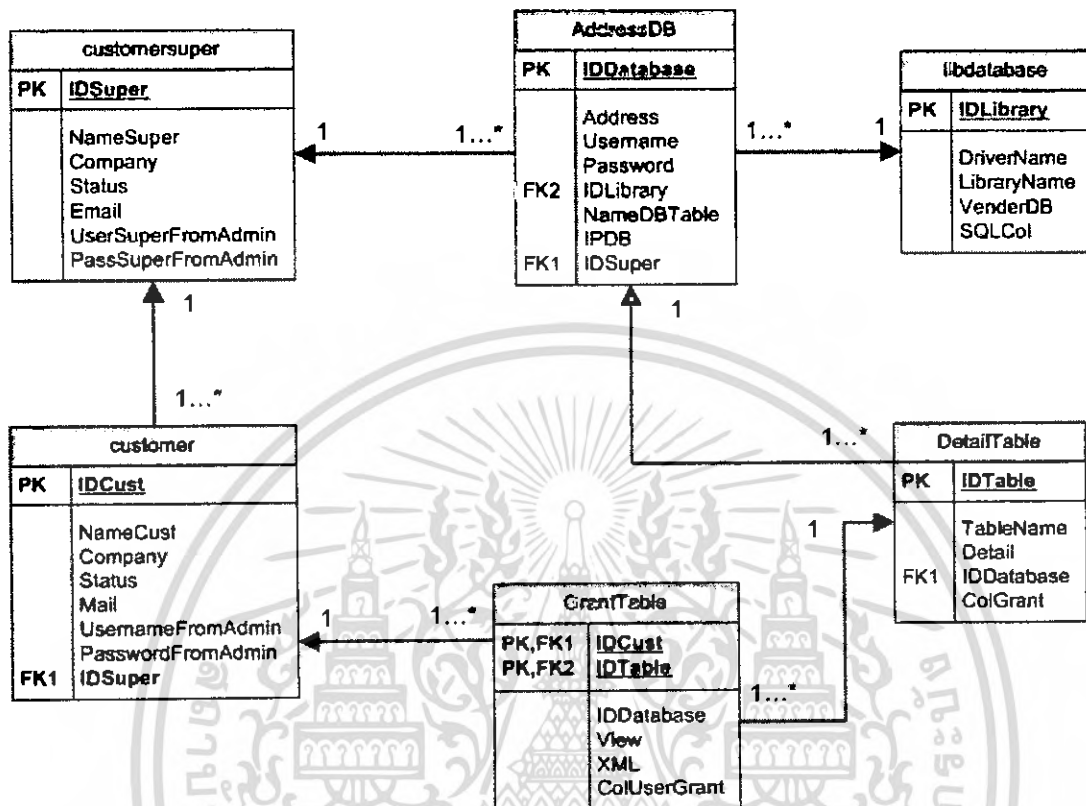 customersuper
PK IDSuper
NameSuper
Company
Status
Email
UserSuperFromAdmin
PassSuperFromAdmin
AddressDB
PK IDDatabase
Address
Username
Password
FK2 IDLibrary
NameDBTable
IPDB
FK1 IDSuper
libdatabase
PK IDLibrary
DriverName
LibraryName
VenderDB
SQLCol
1
1...*
1...*
1
1
1...*
1
1...*
customer
PK IDCust
NameCust
Company
Status
Mail
UsernameFromAdmin
PasswordFromAdmin
FK1 IDSuper
DetailTable
PK IDTable
TableName
Detail
FK1 IDDatabase
ColGrant
1
1...*
1
1...*
GrantTable
PK,FK1 IDCust
PK,FK2 IDTable
IDDatabase
View
XML
ColUserGrant